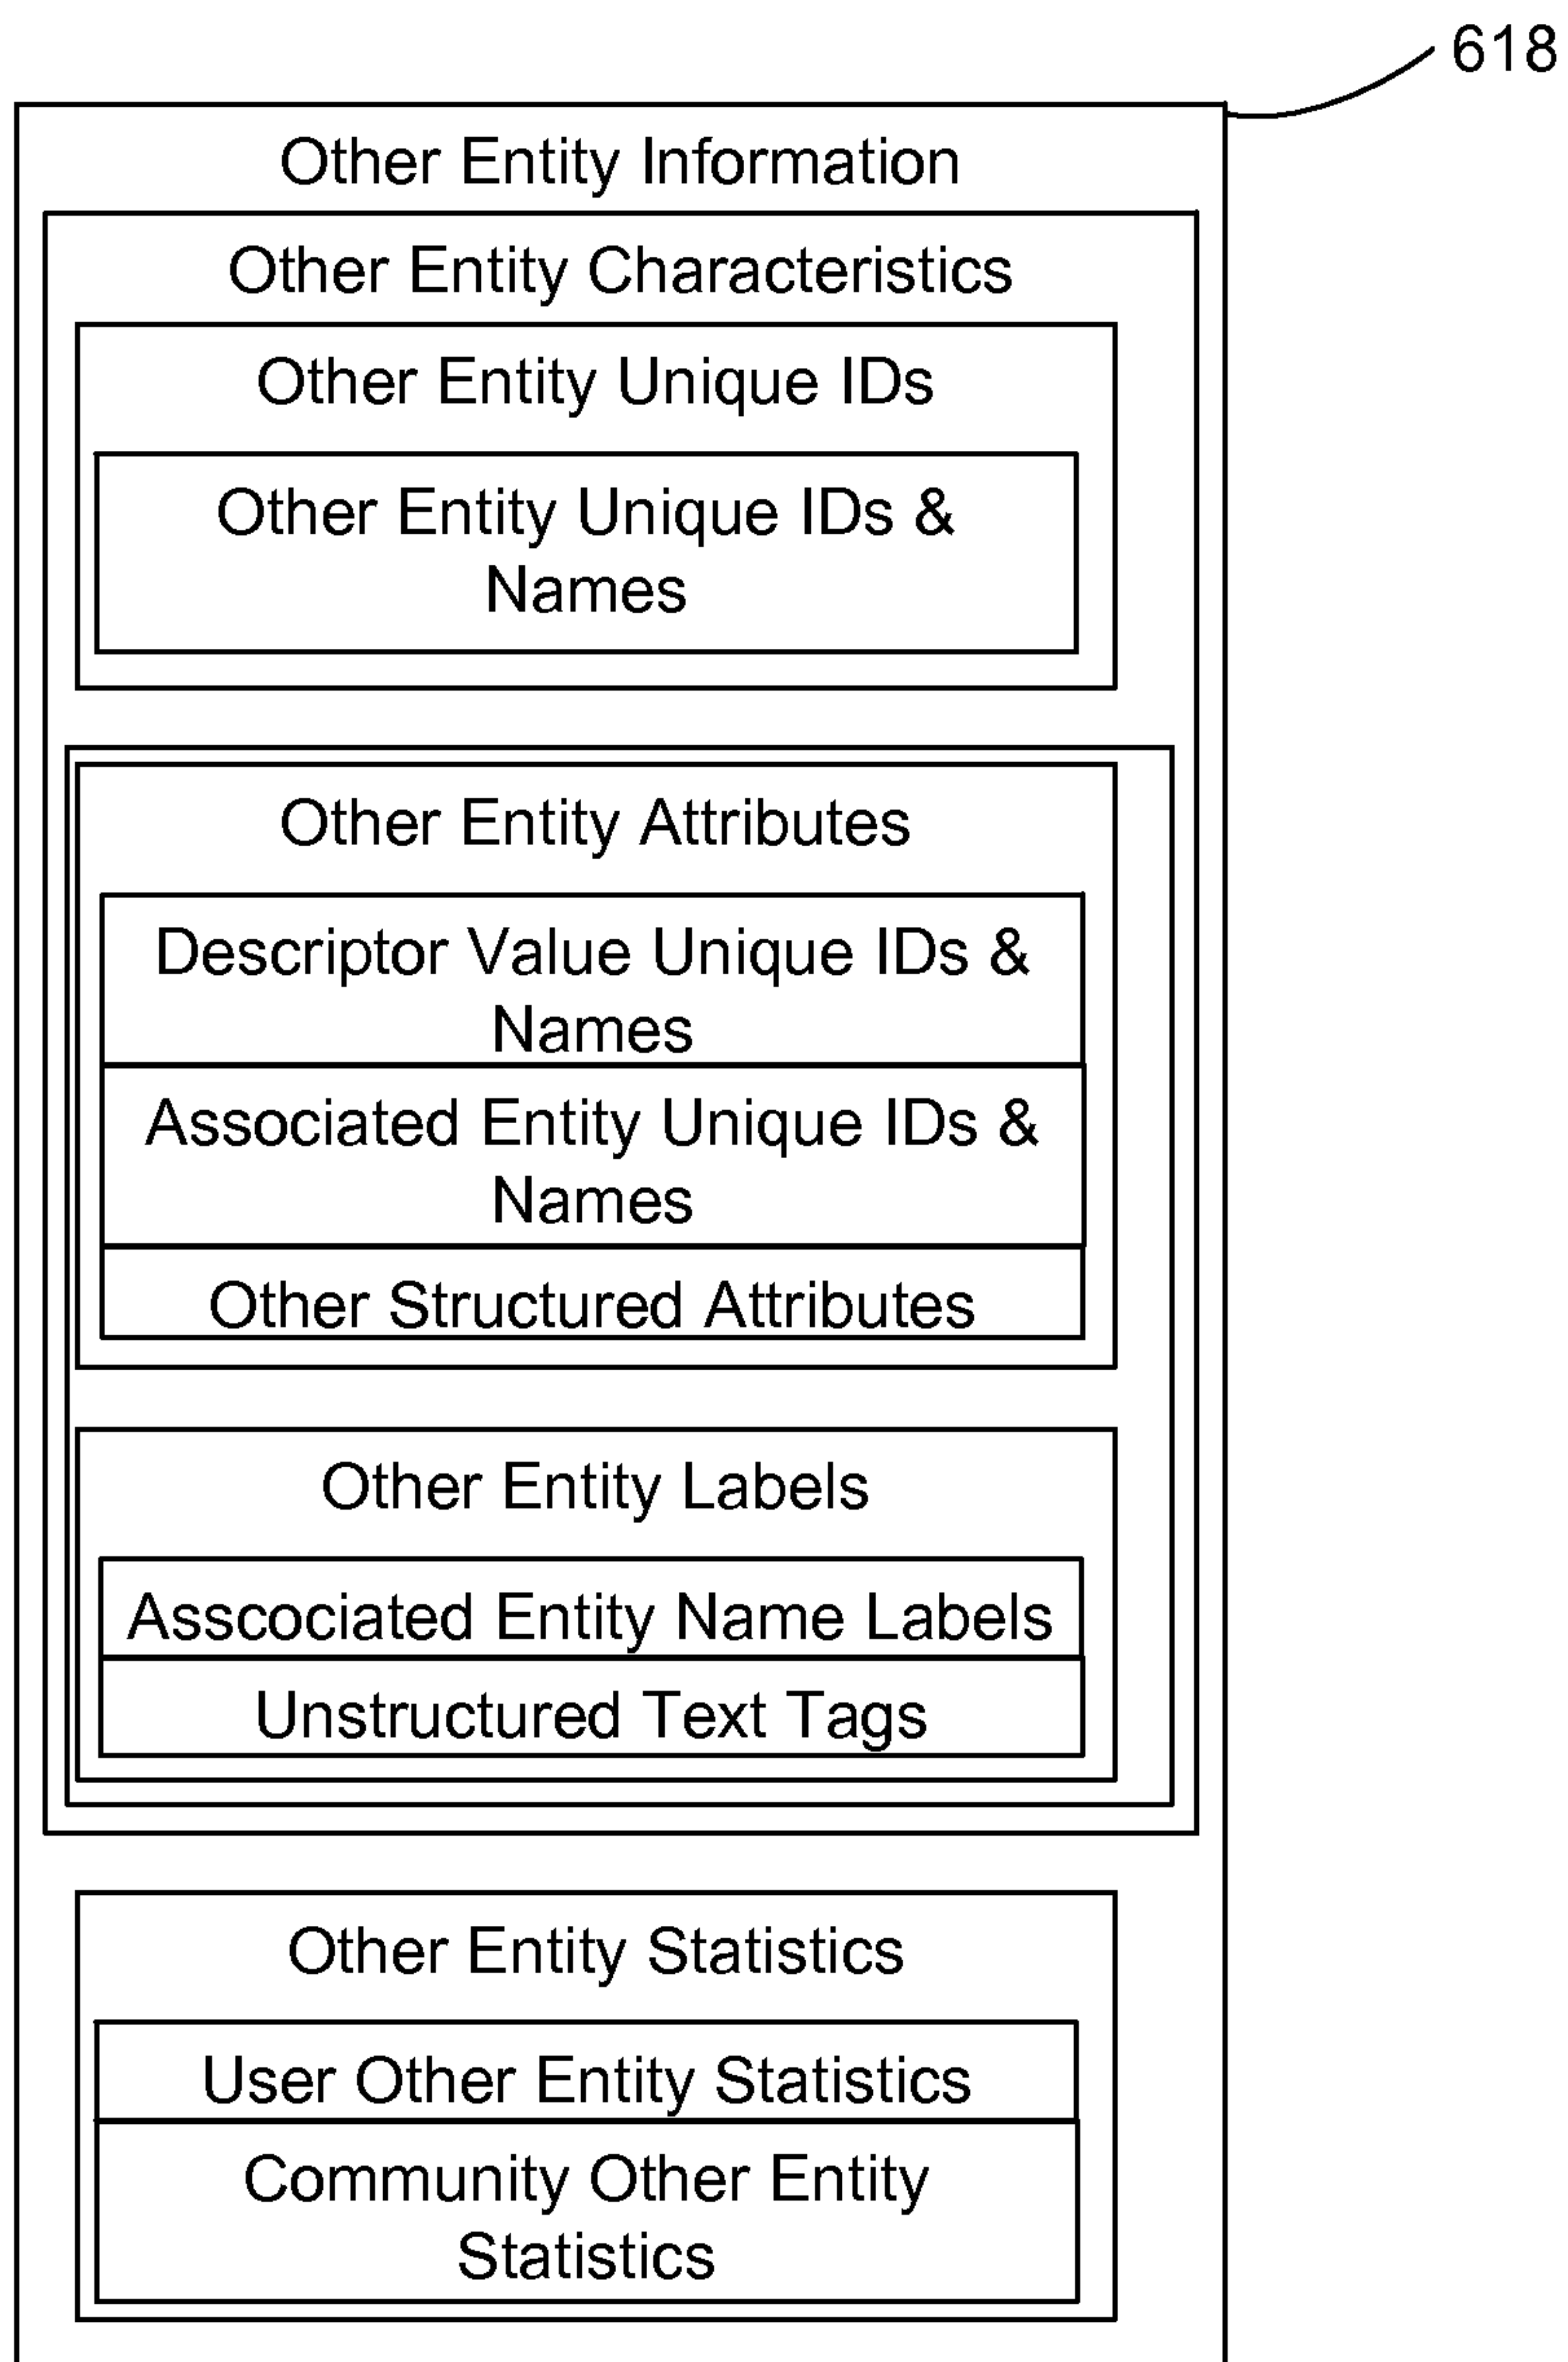 618
Other Entity Information
Other Entity Characteristics
Other Entity Unique IDs
Other Entity Unique IDs &
Names
Other Entity Attributes
Descriptor Value Unique IDs &
Names
Associated Entity Unique IDs &
Names
Other Structured Attributes
Other Entity Labels
Asscociated Entity Name Labels
Unstructured Text Tags
Other Entity Statistics
User Other Entity Statistics
Community Other Entity
Statistics